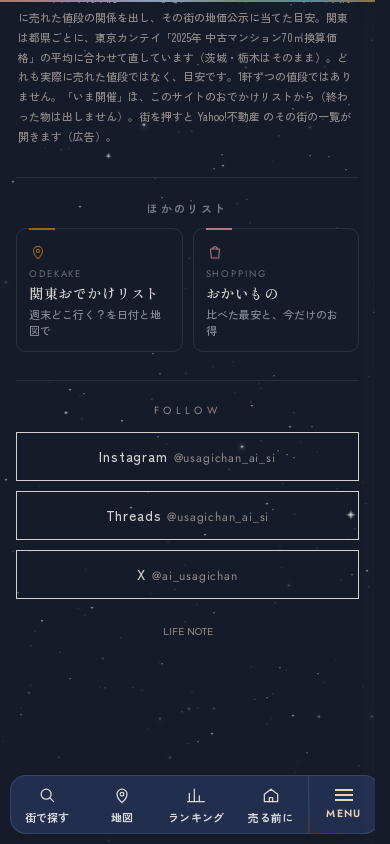 に売れた値段の関係を出し、その街の地価公示に当てた目安。関東
は都県ごとに、東京カンテイ「2025年 中古マンション70㎡換算価
格」の平均に合わせて直しています（茨城・栃木はそのまま）。ど
れも実際に売れた値段ではなく、目安です。1軒ずつの値段ではあり
ません。「いま開催」は、このサイトのおでかけリストから（終わ
った物は出しません）。街を押すと Yahoo!不動産 のその街の一覧が
開きます（広告）。
ほかのリスト
ODEKAKE
関東おでかけリスト
週末どこ行く？を日付と地
図で
SHOPPING
おかいもの
比べた最安と、今だけのお
得
FOLLOW
Instagram @usagichan_ai_si
Threads @usagichan_ai_si
X @ai_usagichan
LIFE NOTE
街で探す 地図 ランキング 売る前に MENU